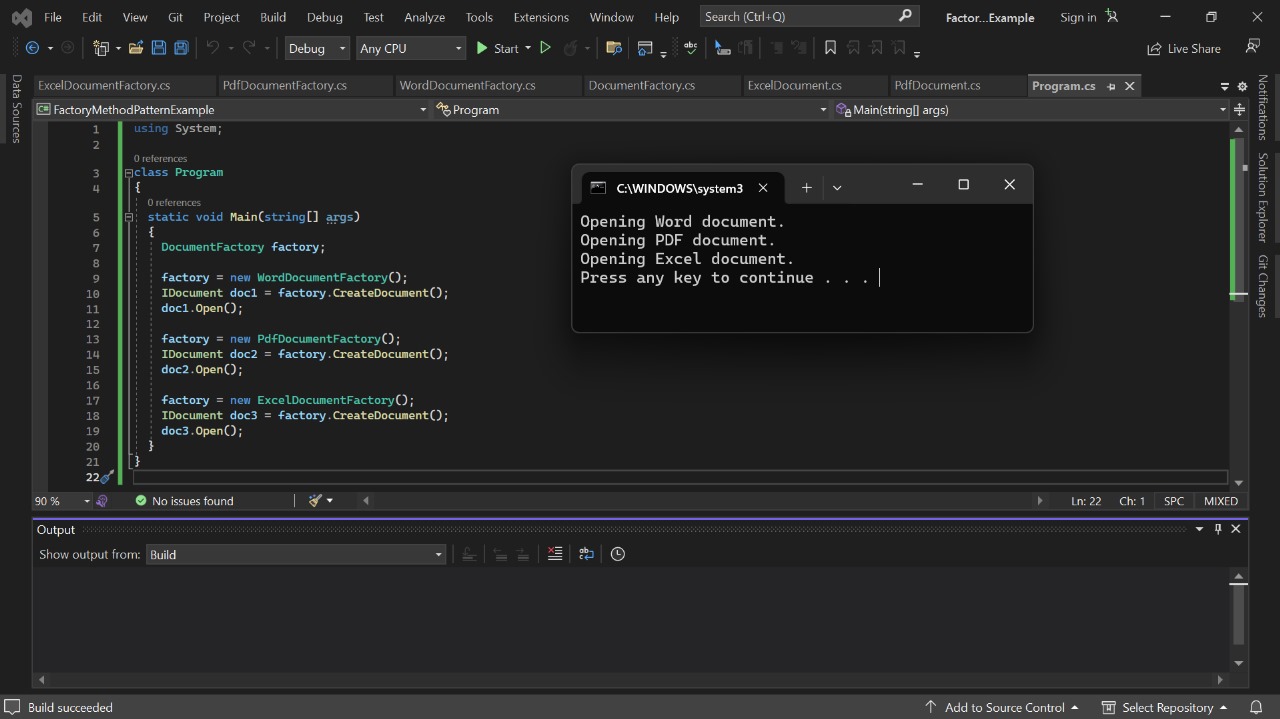 File Edit View Git Project Build Debug Test Analyze Tools Extensions Window Help Search (Ctrl+Q) Factor...Example Sign in
Debug Any CPU Start Live Share
ExcelDocumentFactory.cs PdfDocumentFactory.cs WordDocumentFactory.cs DocumentFactory.cs ExcelDocument.cs PdfDocument.cs Program.cs
FactoryMethodPatternExample Program Main(string[] args)
Data Sources
Notifications
Solution Explorer
Git Changes
1 using System;
2
0 references
3 class Program
4 {
0 references
5 static void Main(string[] args)
6 {
7 DocumentFactory factory;
8
9 factory = new WordDocumentFactory();
10 IDocument doc1 = factory.CreateDocument();
11 doc1.Open();
12
13 factory = new PdfDocumentFactory();
14 IDocument doc2 = factory.CreateDocument();
15 doc2.Open();
16
17 factory = new ExcelDocumentFactory();
18 IDocument doc3 = factory.CreateDocument();
19 doc3.Open();
20 }
21 }
22
C:\WINDOWS\system3
Opening Word document.
Opening PDF document.
Opening Excel document.
Press any key to continue . . .
90 % No issues found Ln: 22 Ch: 1 SPC MIXED
Output
Show output from: Build
Build succeeded Add to Source Control Select Repository